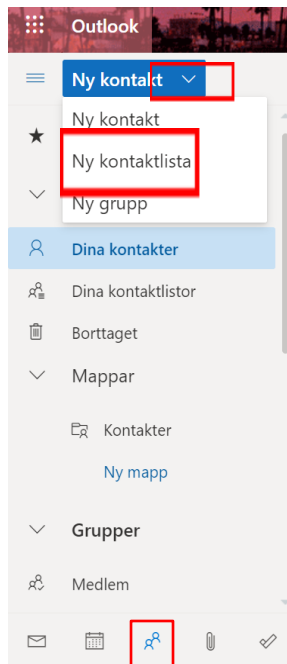 Outlook
Ny kontakt
Ny kontakt
Ny kontaktlista
Ny grupp
Dina kontakter
Dina kontaktlistor
Borttaget
Mappar
Kontakter
Ny mapp
Grupper
Medlem